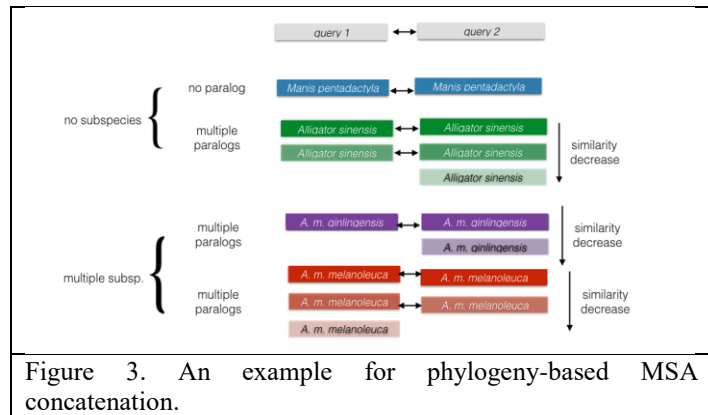 query 1 query 2
no paralog Manis pentadactyla Manis pentadactyla
no subspecies
multiple paralogs Alligator sinensis Alligator sinensis
Alligator sinensis Alligator sinensis
similarity decrease
Alligator sinensis
multiple paralogs A. m. qinlingensis A. m. qinlingensis
similarity decrease
A. m. qinlingensis
multiple subsp.
A. m. melanoleuca A. m. melanoleuca
multiple paralogs A. m. melanoleuca A. m. melanoleuca
similarity decrease
A. m. melanoleuca
Figure 3. An example for phylogeny-based MSA
concatenation.